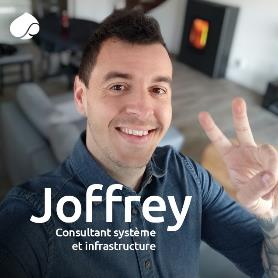 Joffrey
Consultant système
et infrastructure